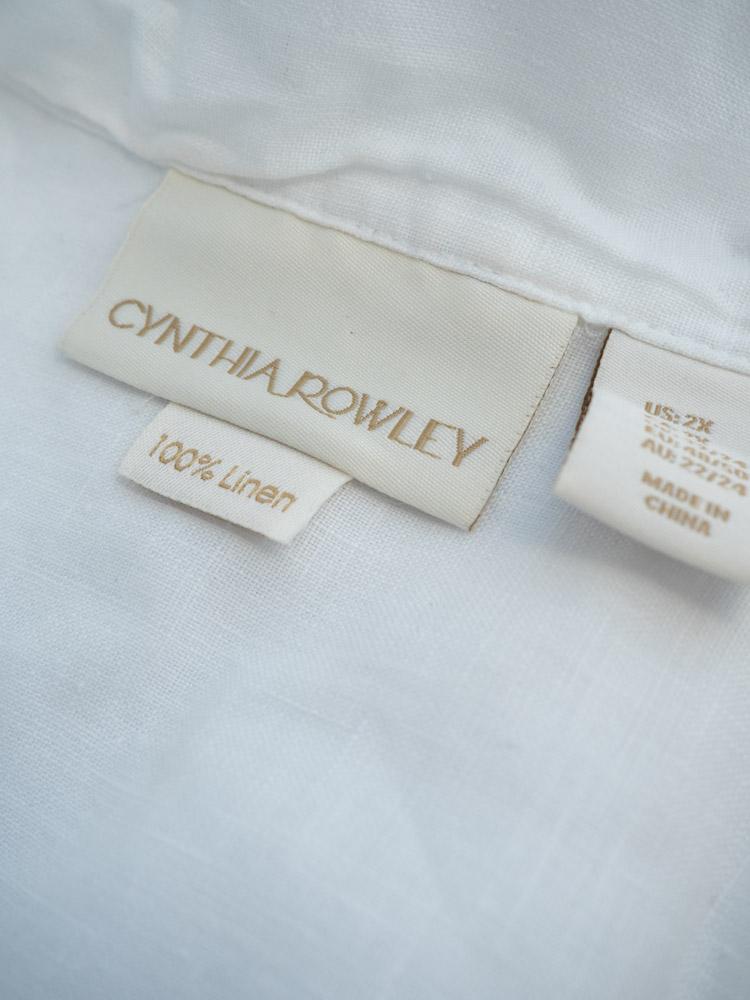 CYNTHIA ROWLEY
100% Linen
US: 2X
AU: 22/24
MADE IN
CHINA